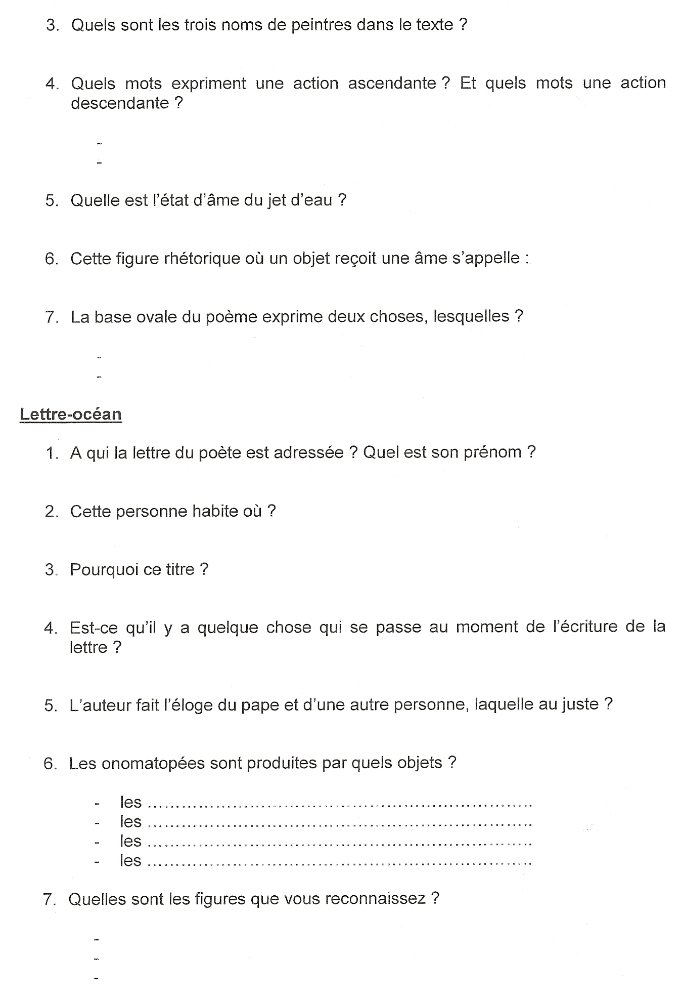 3. Quels sont les trois noms de peintres dans le texte ?
4. Quels mots expriment une action ascendante ? Et quels mots une action
descendante ?
-
-
5. Quelle est l'état d'âme du jet d'eau ?
6. Cette figure rhétorique où un objet reçoit une âme s'appelle :
7. La base ovale du poème exprime deux choses, lesquelles ?
-
-
Lettre-océan
1. A qui la lettre du poète est adressée ? Quel est son prénom ?
2. Cette personne habite où ?
3. Pourquoi ce titre ?
4. Est-ce qu'il y a quelque chose qui se passe au moment de l'écriture de la
lettre ?
5. L'auteur fait l'éloge du pape et d'une autre personne, laquelle au juste ?
6. Les onomatopées sont produites par quels objets ?
- les ....................................................................
- les ....................................................................
- les ....................................................................
- les ....................................................................
7. Quelles sont les figures que vous reconnaissez ?
-
-
-